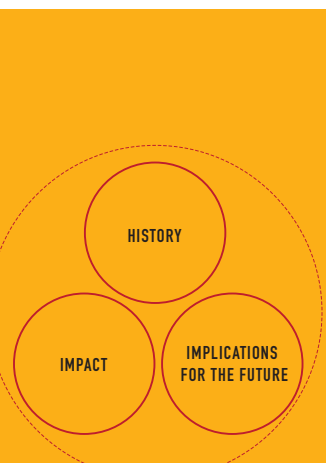 HISTORY
IMPACT
IMPLICATIONS
FOR THE FUTURE